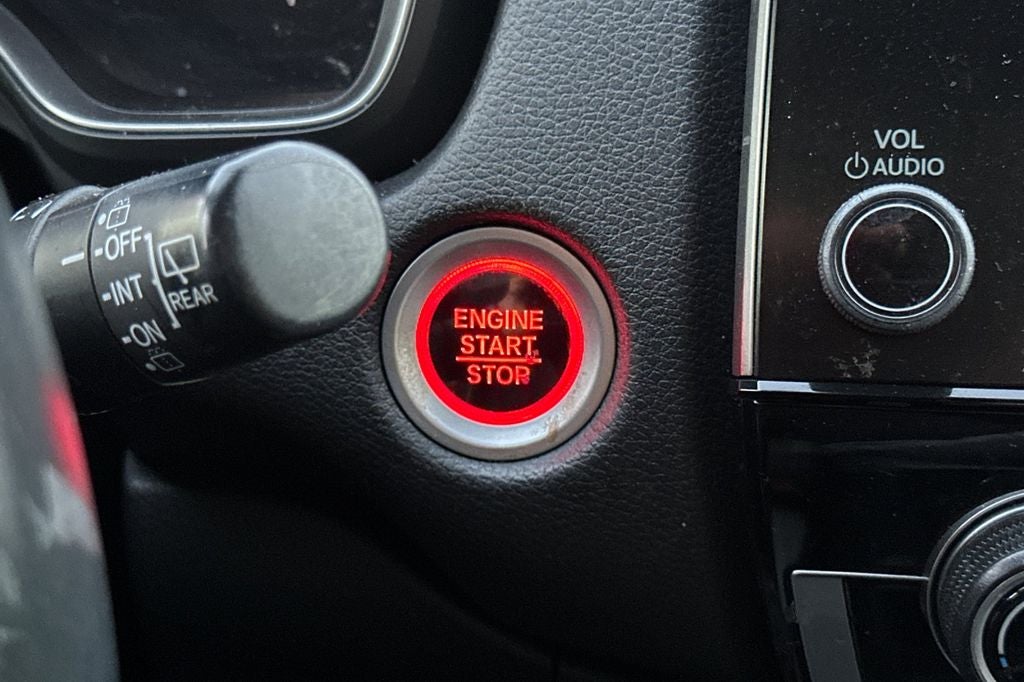 OFF
INT
ON
REAR
ENGINE
START
STOP
VOL
AUDIO